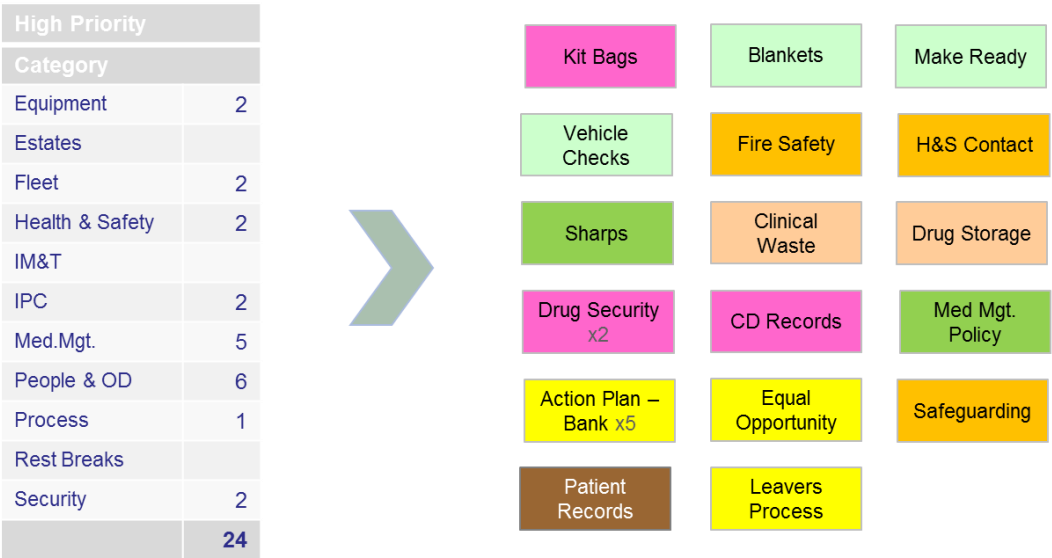 High Priority
Category
Equipment 2
Estates
Fleet 2
Health & Safety 2
IM&T
IPC 2
Med.Mgt. 5
People & OD 6
Process 1
Rest Breaks
Security 2
24
Kit Bags
Blankets
Make Ready
Vehicle
Checks
Fire Safety
H&S Contact
Sharps
Clinical
Waste
Drug Storage
Drug Security
x2
CD Records
Med Mgt.
Policy
Action Plan –
Bank x5
Equal
Opportunity
Safeguarding
Patient
Records
Leavers
Process